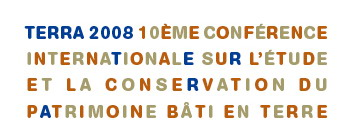 TERRA 2008 10ÈME CONFÉRENCE
INTERNATIONALE SUR L'ÉTUDE
ET LA CONSERVATION DU
PATRIMOINE BÂTI EN TERRE